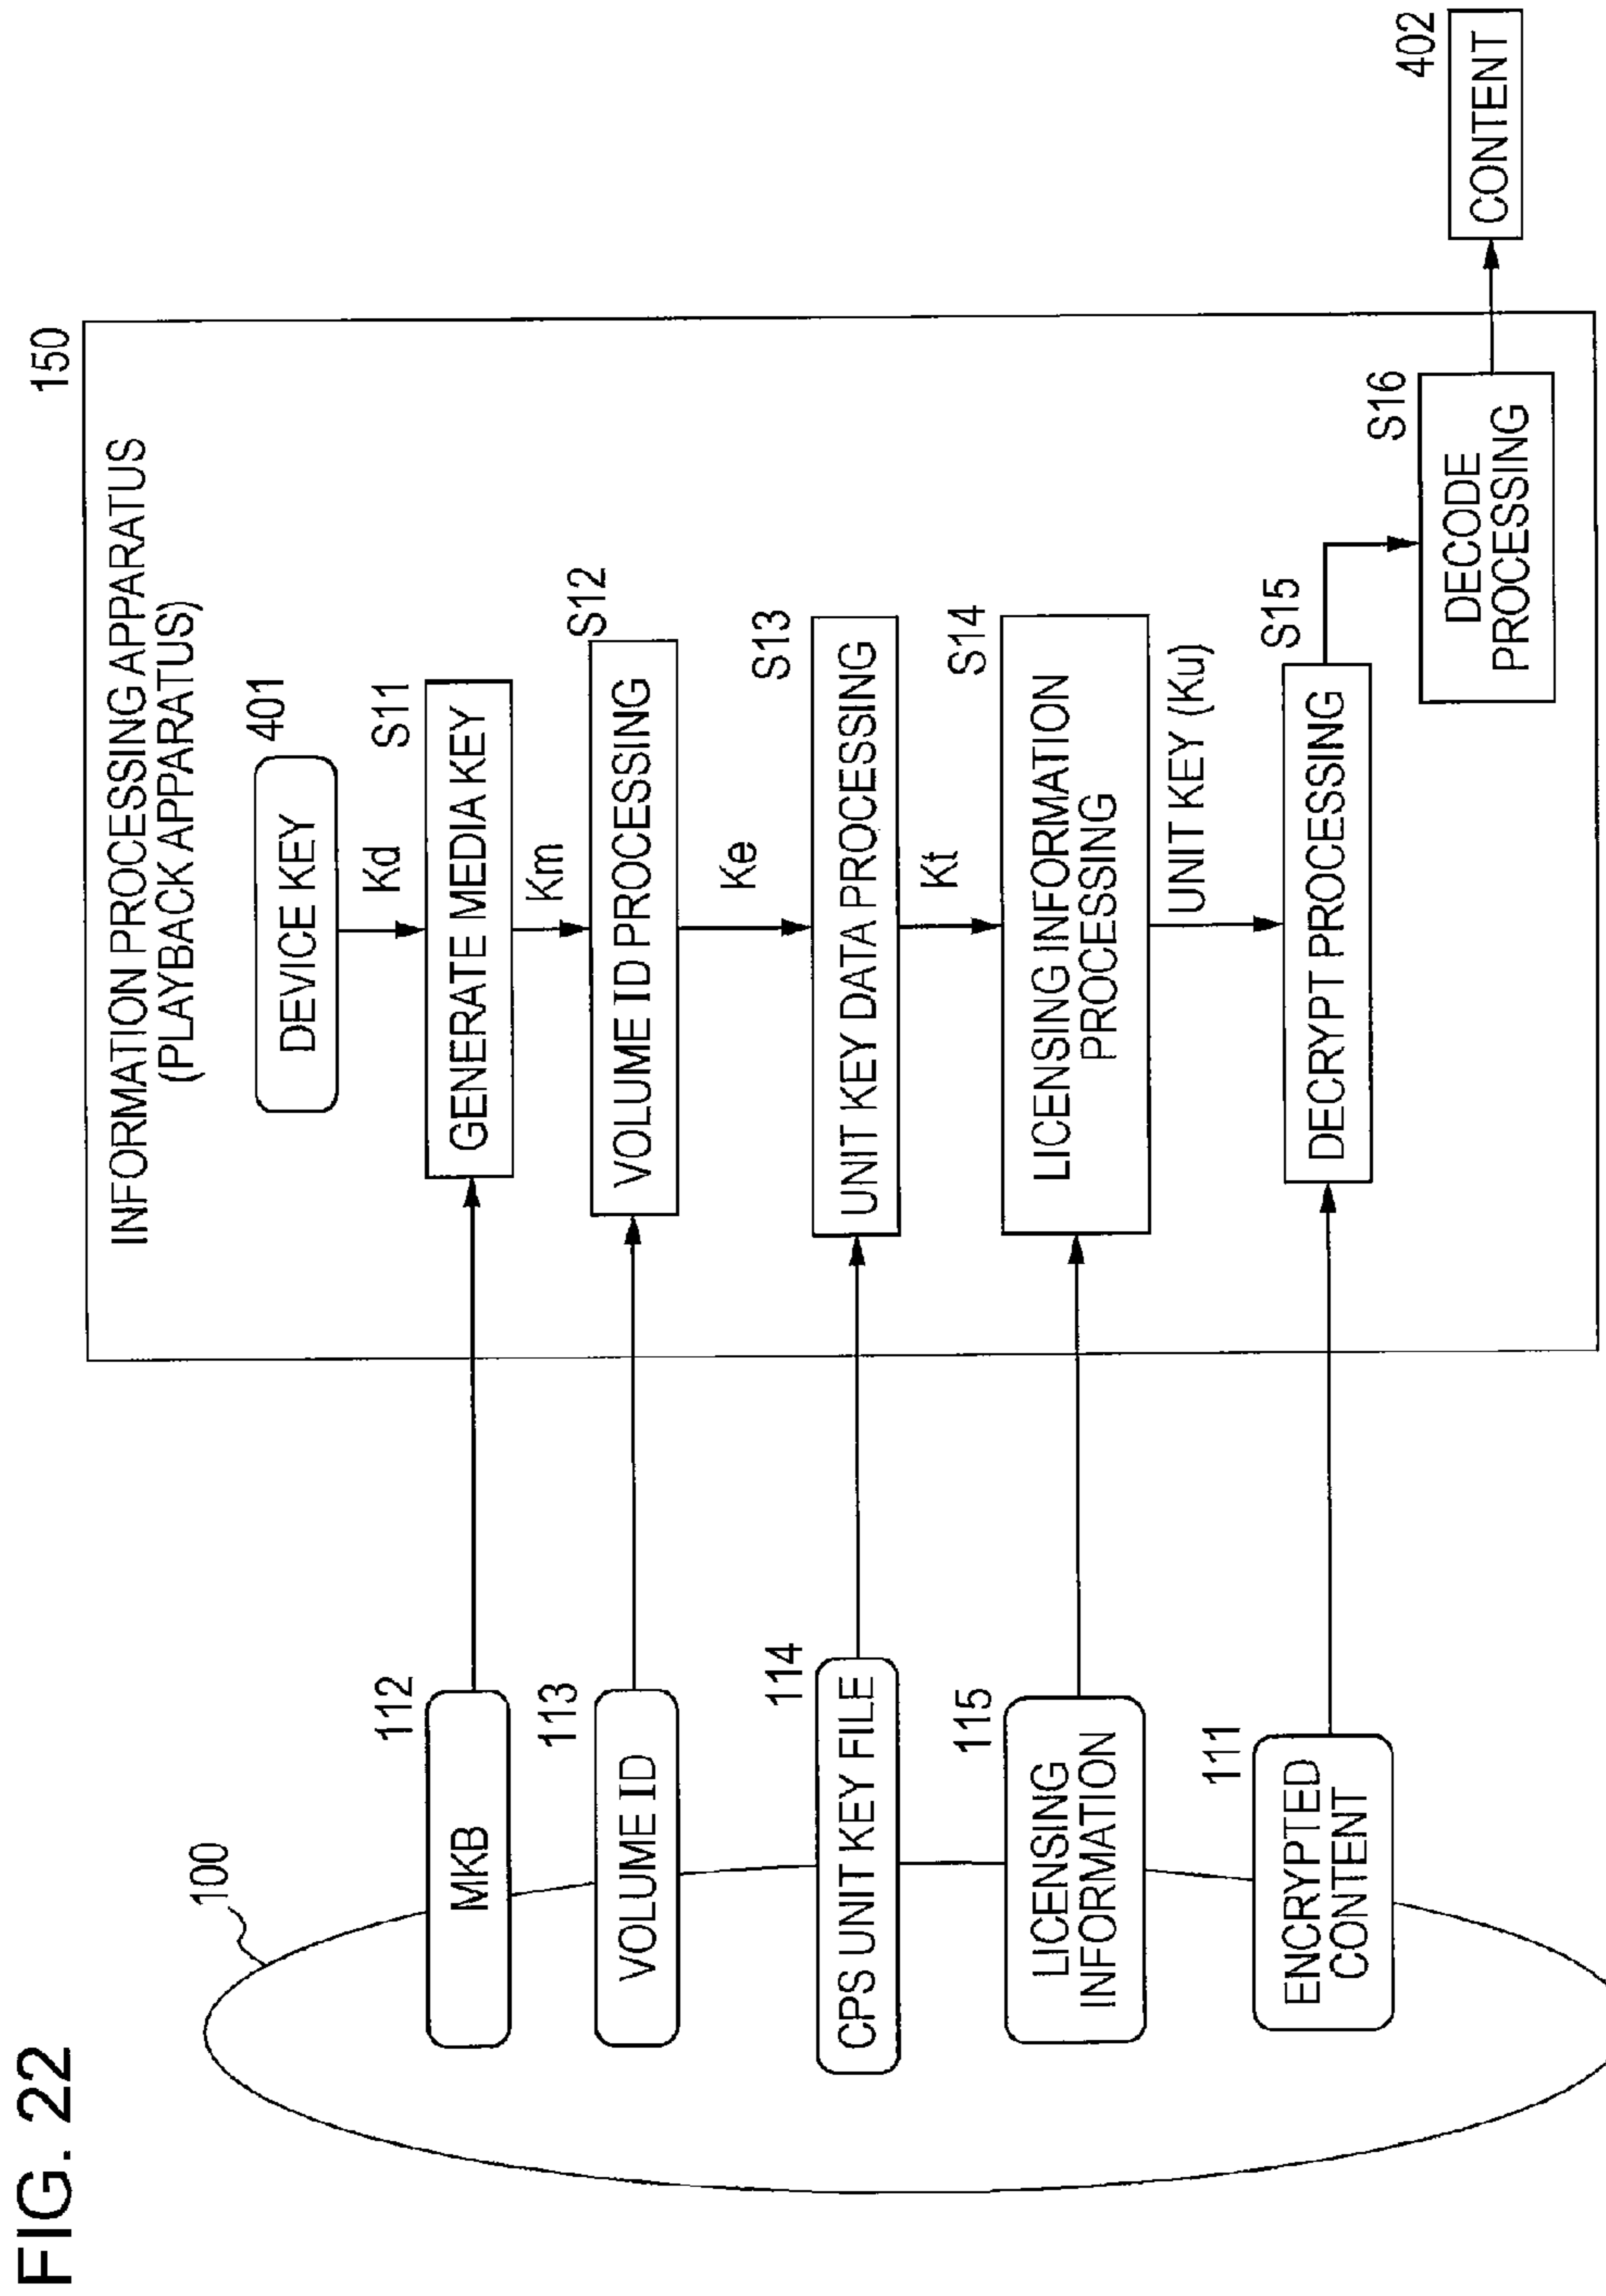 FIG. 22
100
150
INFORMATION PROCESSING APPARATUS
(PLAYBACK APPARATUS)
401
DEVICE KEY
Kd
112
MKB
S11
GENERATE MEDIA KEY
Km
113
VOLUME ID
S12
VOLUME ID PROCESSING
Ke
114
CPS UNIT KEY FILE
S13
UNIT KEY DATA PROCESSING
Kt
115
LICENSING
INFORMATION
S14
LICENSING INFORMATION
PROCESSING
UNIT KEY (Ku)
111
ENCRYPTED
CONTENT
S15
DECRYPT PROCESSING
S16
DECODE
PROCESSING
402
CONTENT